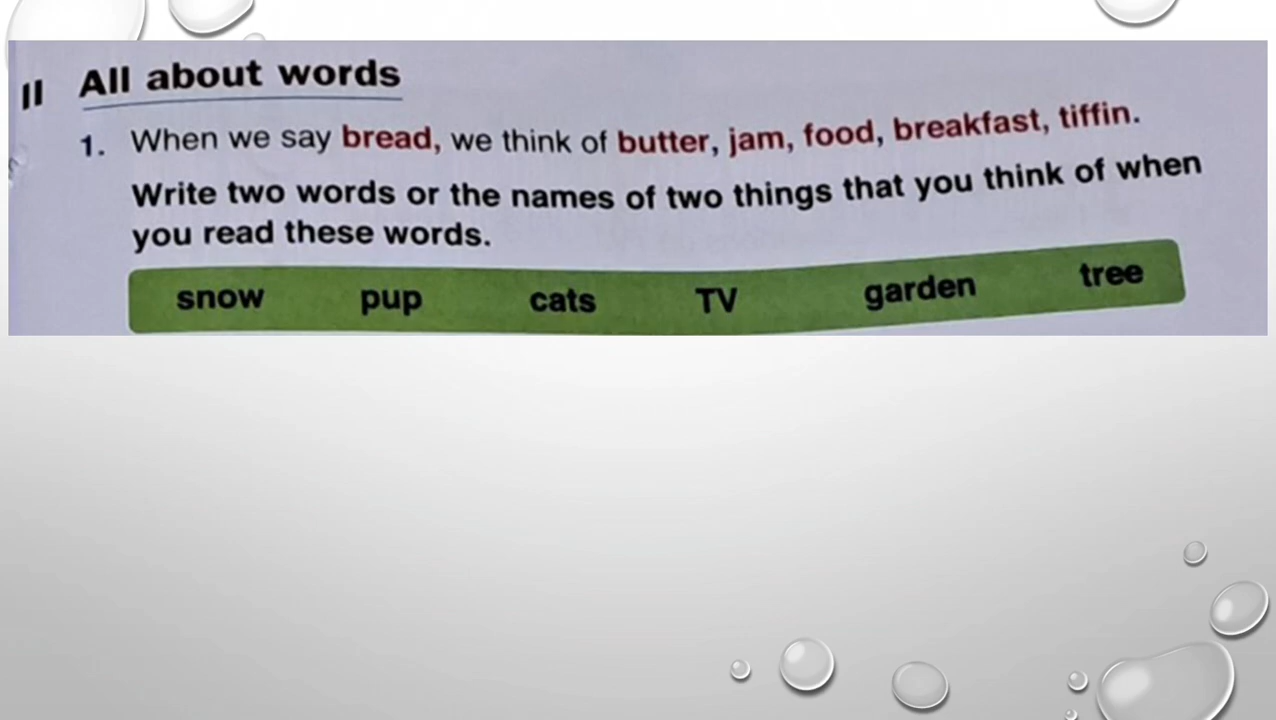 II All about words
1. When we say bread, we think of butter, jam, food, breakfast, tiffin.
Write two words or the names of two things that you think of when
you read these words.
snow pup cats TV garden tree